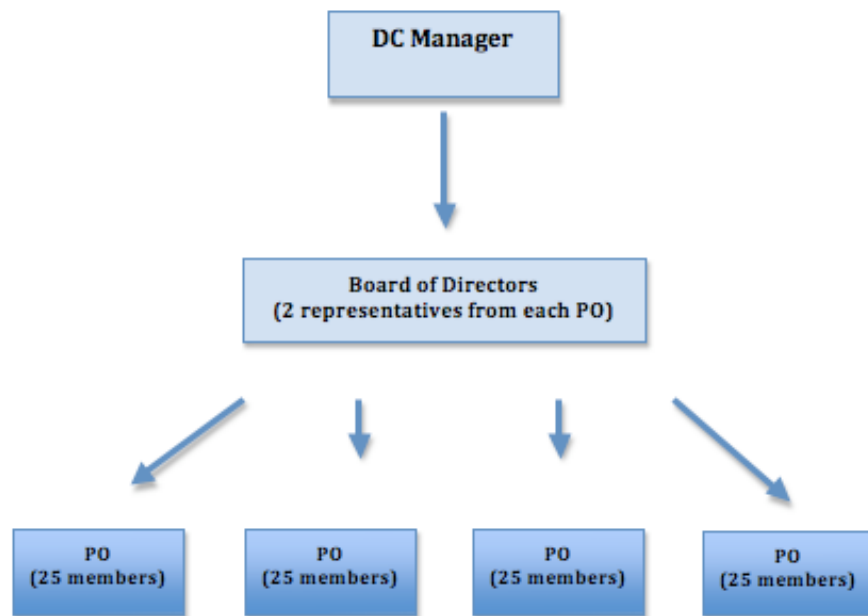 DC Manager
Board of Directors
(2 representatives from each PO)
PO
(25 members)
PO
(25 members)
PO
(25 members)
PO
(25 members)